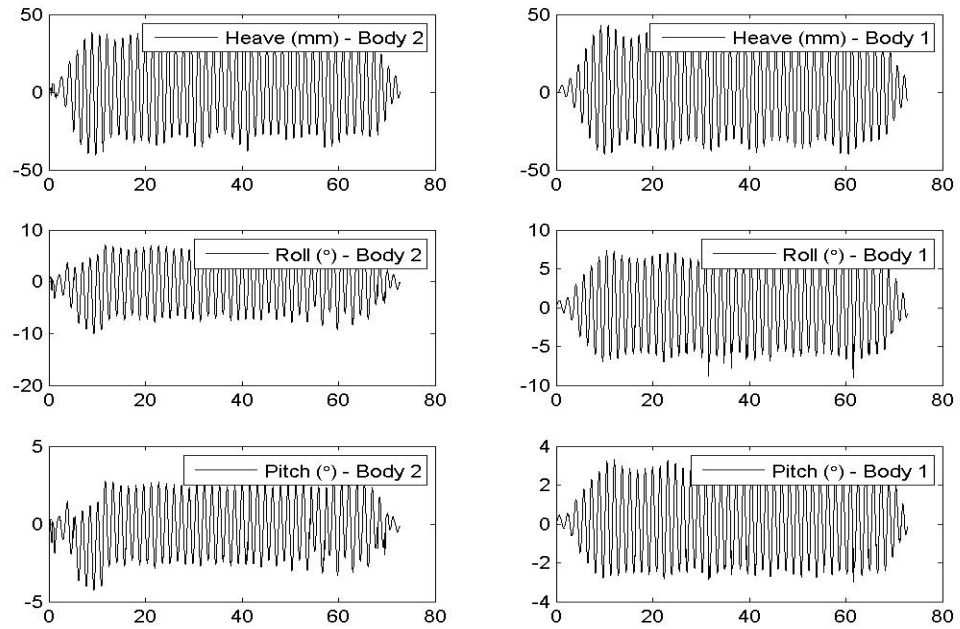 50
Heave (mm) - Body 2
0
-50
0 20 40 60 80
50
Heave (mm) - Body 1
0
-50
0 20 40 60 80
10
Roll (°) - Body 2
0
-10
-20
0 20 40 60 80
10
Roll (°) - Body 1
5
0
-5
-10
0 20 40 60 80
5
Pitch (°) - Body 2
0
-5
0 20 40 60 80
4
Pitch (°) - Body 1
2
0
-2
-4
0 20 40 60 80